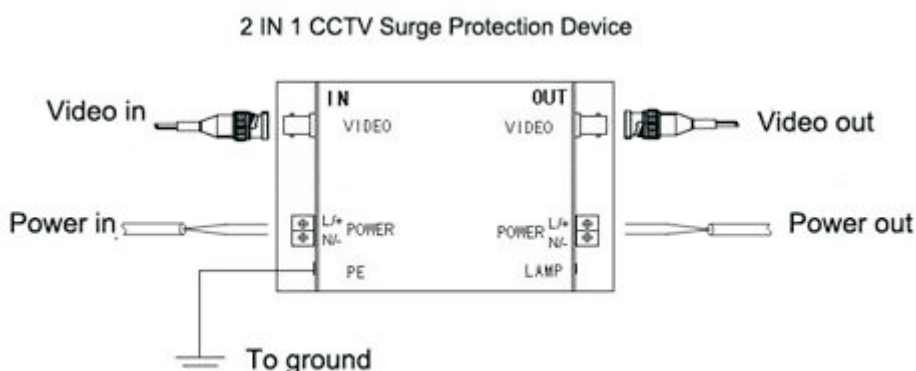 2 IN 1 CCTV Surge Protection Device
IN OUT
Video in VIDEO VIDEO Video out
Power in L/+ POWER POWER L/+ Power out
N/- N/-
PE LAMP
To ground